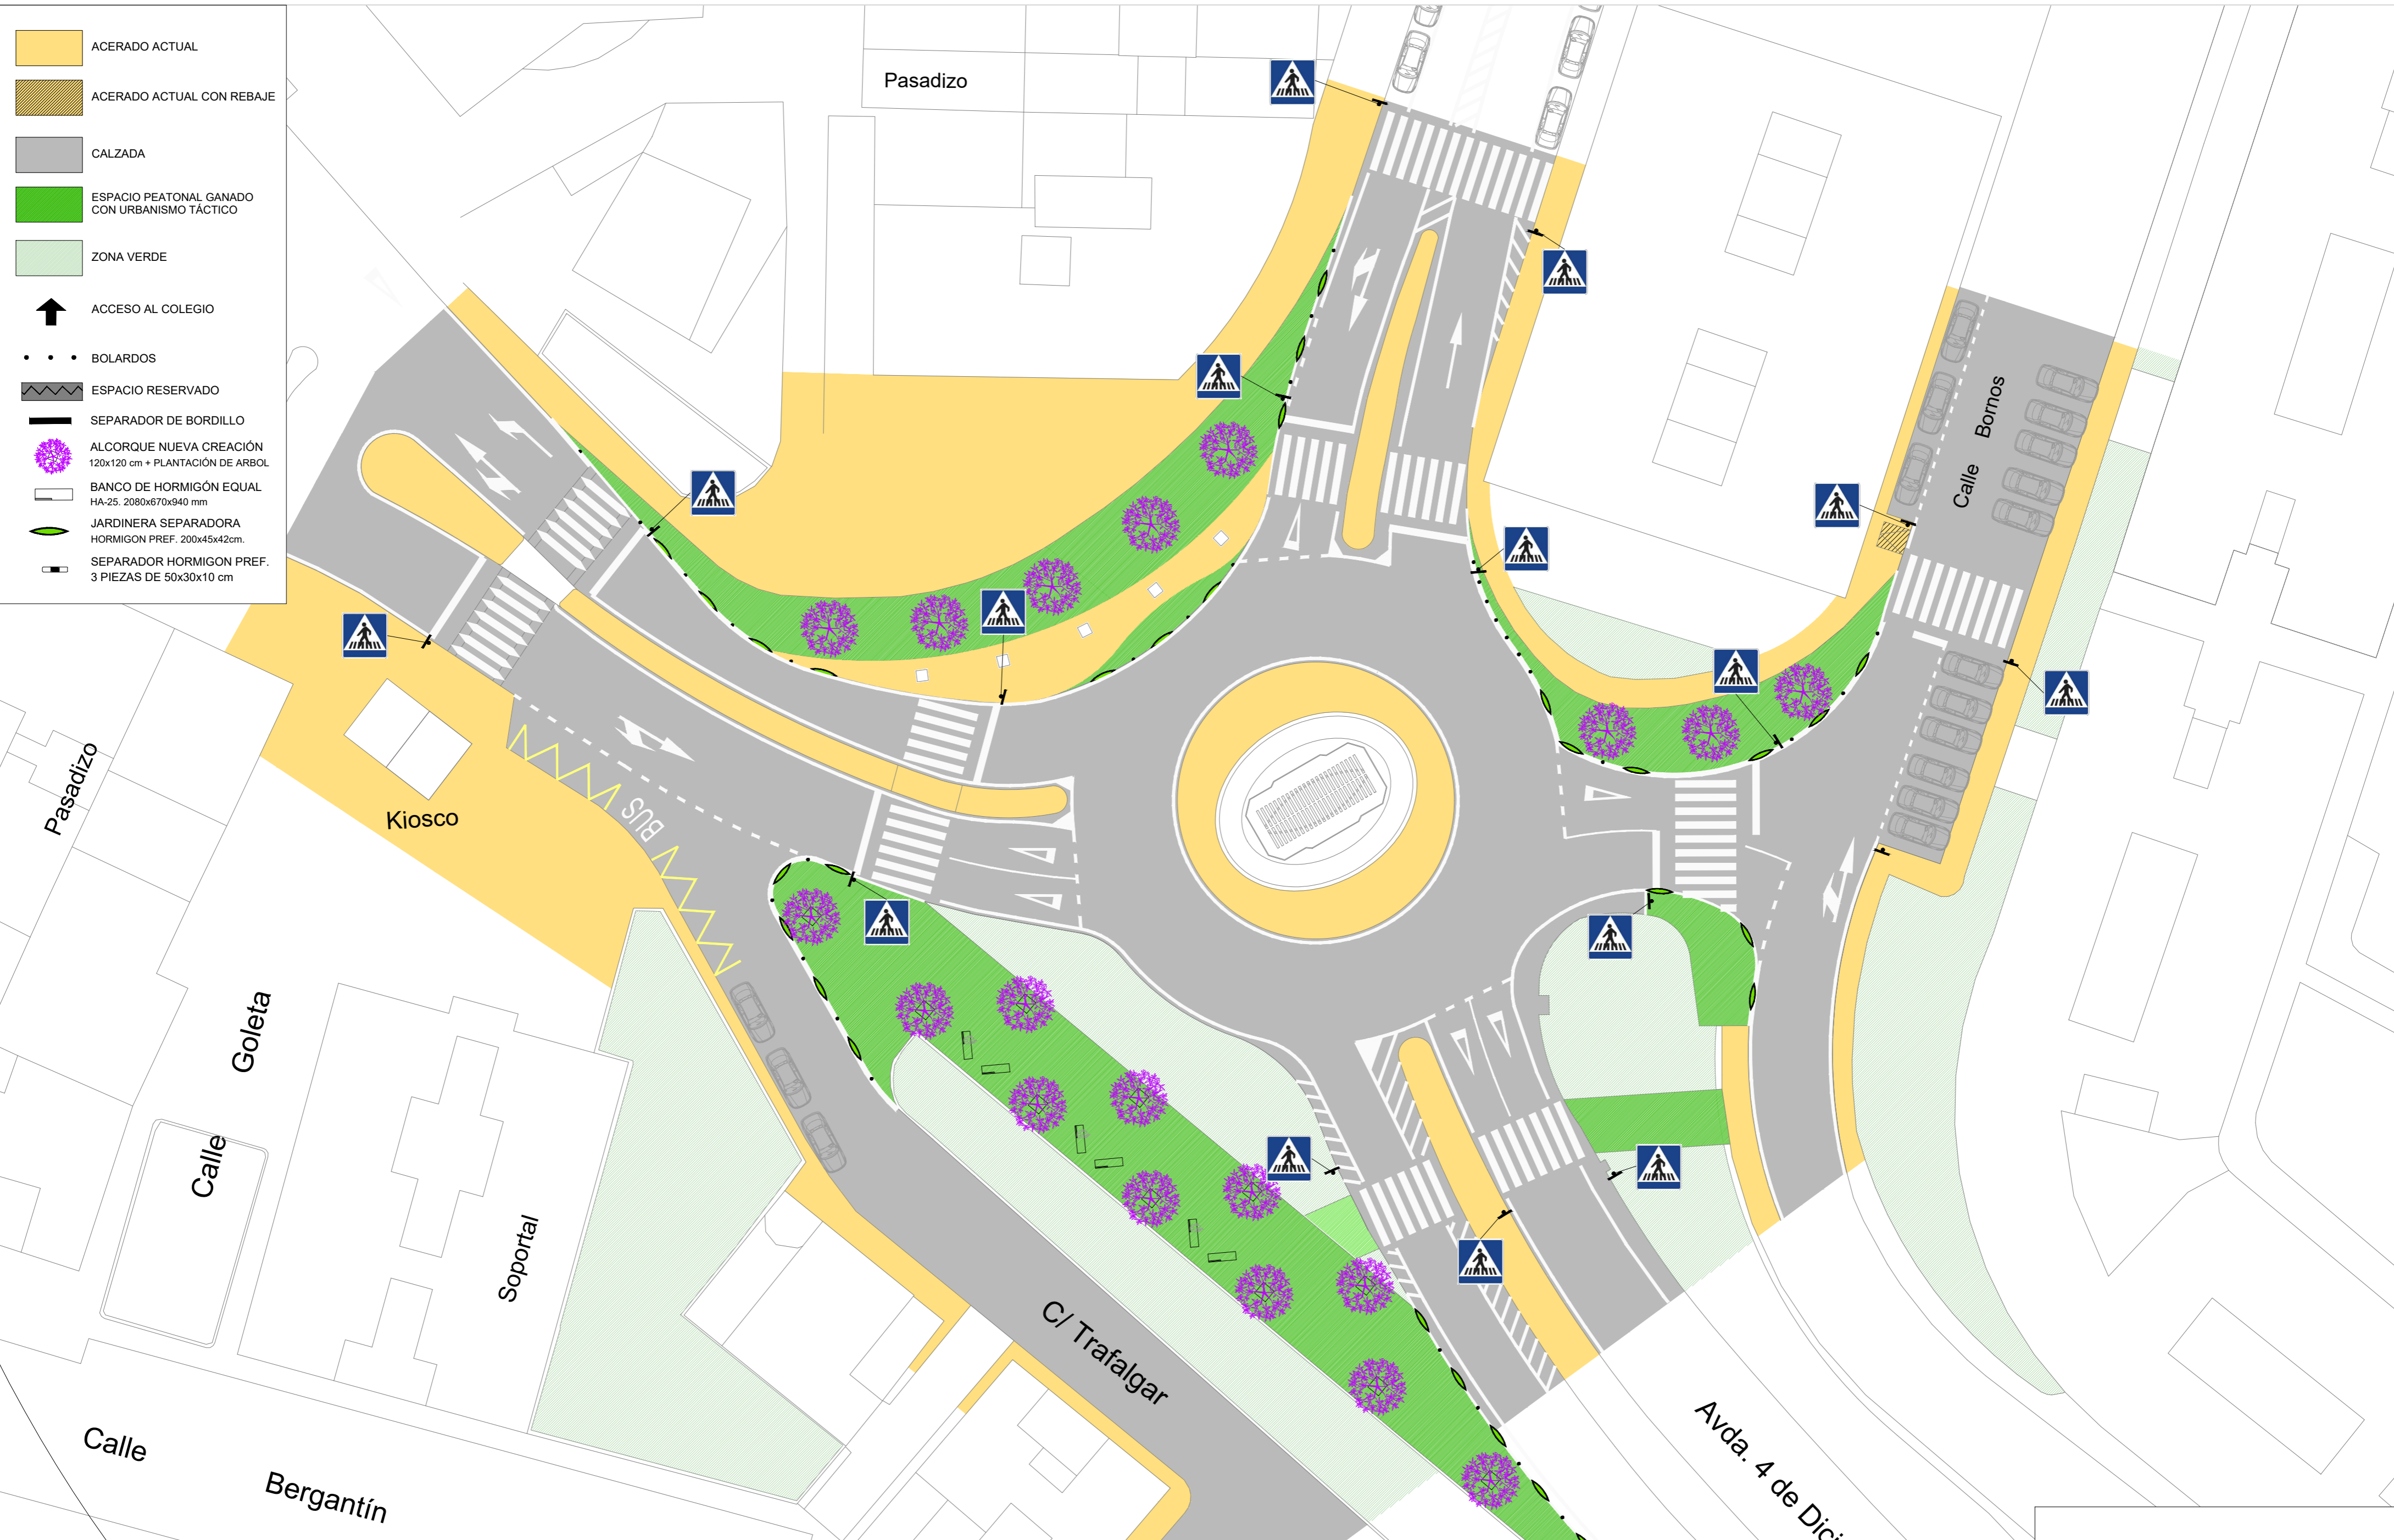 ACERADO ACTUAL
ACERADO ACTUAL CON REBAJE
CALZADA
ESPACIO PEATONAL GANADO
CON URBANISMO TÁCTICO
ZONA VERDE
ACCESO AL COLEGIO
BOLARDOS
ESPACIO RESERVADO
SEPARADOR DE BORDILLO
ALCORQUE NUEVA CREACIÓN
120x120 cm + PLANTACIÓN DE ARBOL
BANCO DE HORMIGÓN EQUAL
HA-25. 2080x670x940 mm
JARDINERA SEPARADORA
HORMIGON PREF. 200x45x42cm.
SEPARADOR HORMIGON PREF.
3 PIEZAS DE 50x30x10 cm
Pasadizo
Calle Bornos
Pasadizo
Kiosco
BUS
Calle Goleta
Soportal
C/ Trafalgar
Calle Bergantín
Avda. 4 de Dici